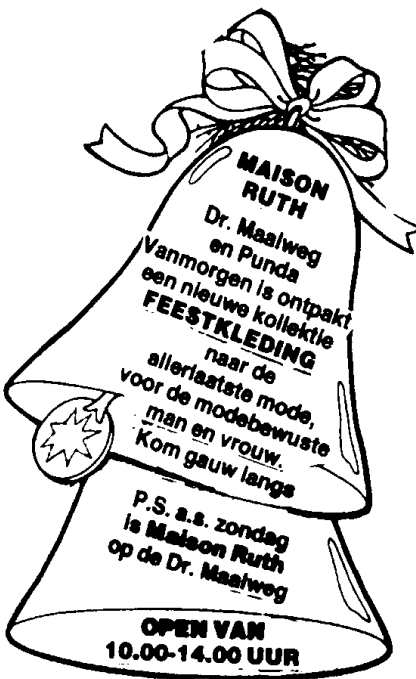 MAISON
RUTH
Dr. Maalweg
en Punda
Vanmorgen is ontpakt
een nieuwe kollektie
FEESTKLEDING
naar de
allerlaatste mode,
voor de modebewuste
man en vrouw.
Kom gauw langs
P.S. a.s. zondag
is Maison Ruth
op de Dr. Maalweg
OPEN VAN
10.00-14.00 UUR